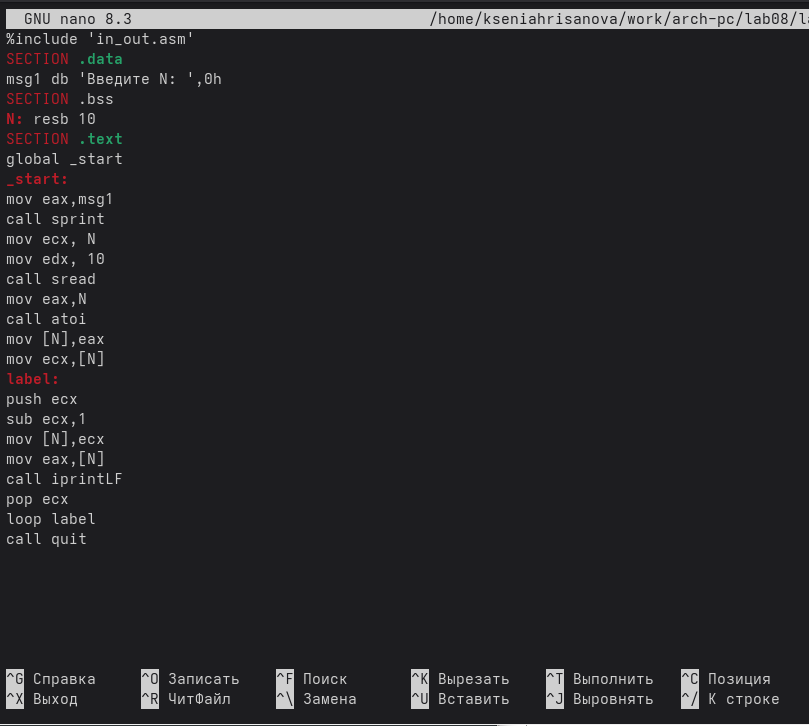 GNU nano 8.3 /home/kseniahrisanova/work/arch-pc/lab08/
%include 'in_out.asm'
SECTION .data
msg1 db 'Введите N: ',0h
SECTION .bss
N: resb 10
SECTION .text
global _start
_start:
mov eax,msg1
call sprint
mov ecx, N
mov edx, 10
call sread
mov eax,N
call atoi
mov [N],eax
mov ecx,[N]
label:
push ecx
sub ecx,1
mov [N],ecx
mov eax,[N]
call iprintLF
pop ecx
loop label
call quit
^G Справка ^O Записать ^F Поиск ^K Вырезать ^T Выполнить ^C Позиция
^X Выход ^R ЧитФайл ^\ Замена ^U Вставить ^J Выровнять ^/ К строке